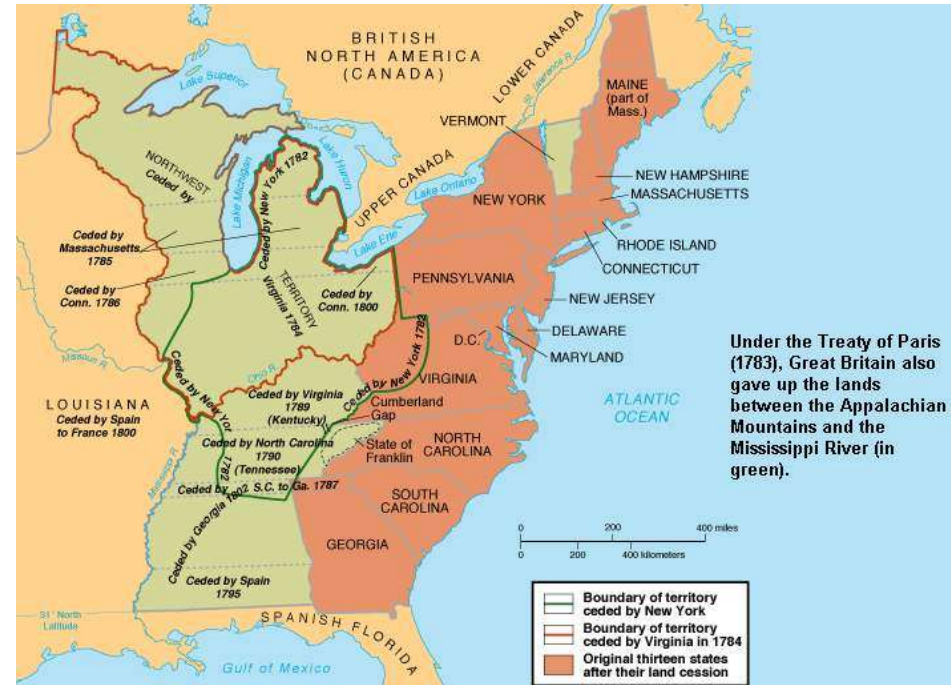 BRITISH
NORTH AMERICA
(CANADA)
LOWER CANADA
St. Lawrence R.
MAINE
(part of
Mass.)
VERMONT
Lake Superior
NORTHWEST
Ceded by
Lake Michigan
Ceded by New York 1782
Lake Huron
UPPER CANADA
Lake Ontario
Lake Erie
NEW YORK
NEW HAMPSHIRE
MASSACHUSETTS
RHODE ISLAND
CONNECTICUT
Ceded by
Massachusetts
1785
Ceded by
Conn. 1786
TERRITORY
Virginia 1784
Ceded by
Conn. 1800
PENNSYLVANIA
NEW JERSEY
DELAWARE
MARYLAND
D.C.
Missouri R.
Ohio R.
Ceded by New York 1782
VIRGINIA
Ceded by New Yor
1782
LOUISIANA
Ceded by Spain
to France 1800
Mississippi R.
Ceded by Virginia
1789
(Kentucky)
Cumberland
Gap
Ceded by North Carolina
1790
(Tennessee)
State of
Franklin
NORTH
CAROLINA
Ceded by S.C. to Ga. 1787
Ceded by Georgia 1802
SOUTH
CAROLINA
GEORGIA
Ceded by Spain
1795
31° North
Latitude
SPANISH FLORIDA
Gulf of Mexico
ATLANTIC
OCEAN
Under the Treaty of Paris
(1783), Great Britain also
gave up the lands
between the Appalachian
Mountains and the
Mississippi River (in
green).
0 200 400 miles
0 200 400 kilometers
Boundary of territory
ceded by New York
Boundary of territory
ceded by Virginia in 1784
Original thirteen states
after their land cession